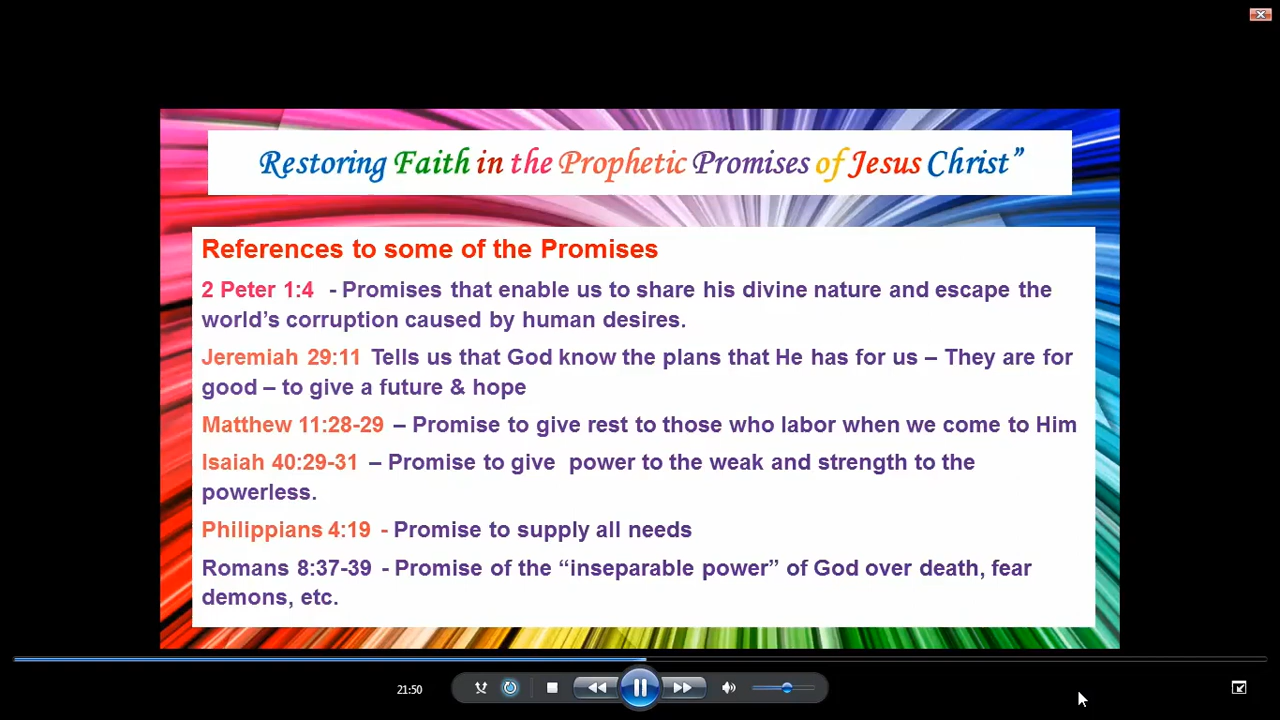 Restoring Faith in the Prophetic Promises of Jesus Christ”
References to some of the Promises
2 Peter 1:4 - Promises that enable us to share his divine nature and escape the
world’s corruption caused by human desires.
Jeremiah 29:11 Tells us that God know the plans that He has for us – They are for
good – to give a future & hope
Matthew 11:28-29 – Promise to give rest to those who labor when we come to Him
Isaiah 40:29-31 – Promise to give power to the weak and strength to the
powerless.
Philippians 4:19 - Promise to supply all needs
Romans 8:37-39 - Promise of the “inseparable power” of God over death, fear
demons, etc.
21:50